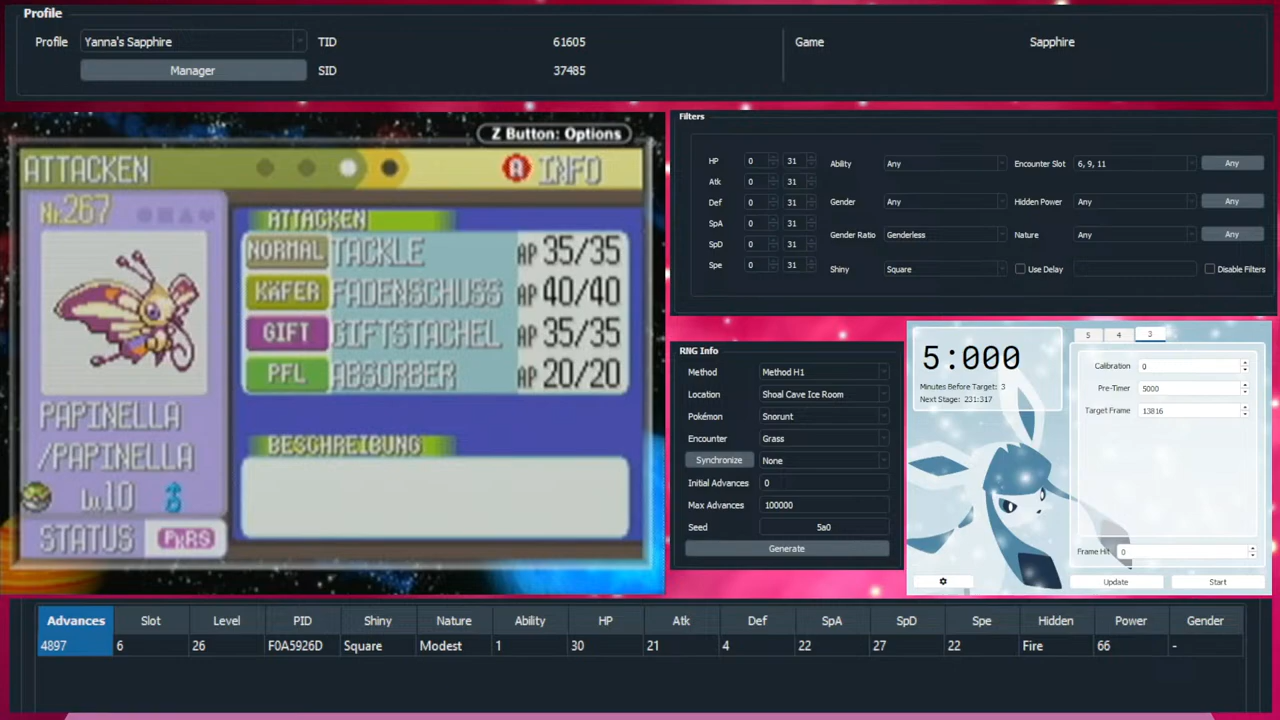 Profile
Profile Yanna's Sapphire TID 61605 Game Sapphire
Manager SID 37485
Z Button: Options
ATTACKEN A INFO
Nr.267
ATTACKEN
NORMAL TACKLE AP 35/35
KÄFER FADENSCHUSS AP 40/40
GIFT GIFTSTACHEL AP 35/35
PFL ABSORBER AP 20/20
PAPINELLA
/PAPINELLA
Lv10
STATUS PKRS
BESCHREIBUNG
Filters
HP 0 31 Ability Any Encounter Slot 6, 9, 11 Any
Atk 0 31
Def 0 31 Gender Any Hidden Power Any Any
SpA 0 31 Gender Ratio Genderless Nature Any Any
SpD 0 31
Spe 0 31 Shiny Square Use Delay Disable Filters
RNG Info
Method Method H1
Location Shoal Cave Ice Room
Pokémon Snorunt
Encounter Grass
Synchronize None
Initial Advances 0
Max Advances 100000
Seed 5a0
Generate
5:000
Minutes Before Target: 3
Next Stage: 231:317
5 4 3
Calibration 0
Pre-Timer 5000
Target Frame 13816
Frame Hit 0
Update Start
Advances Slot Level PID Shiny Nature Ability HP Atk Def SpA SpD Spe Hidden Power Gender
4897 6 26 F0A5926D Square Modest 1 30 21 4 22 27 22 Fire 66 -